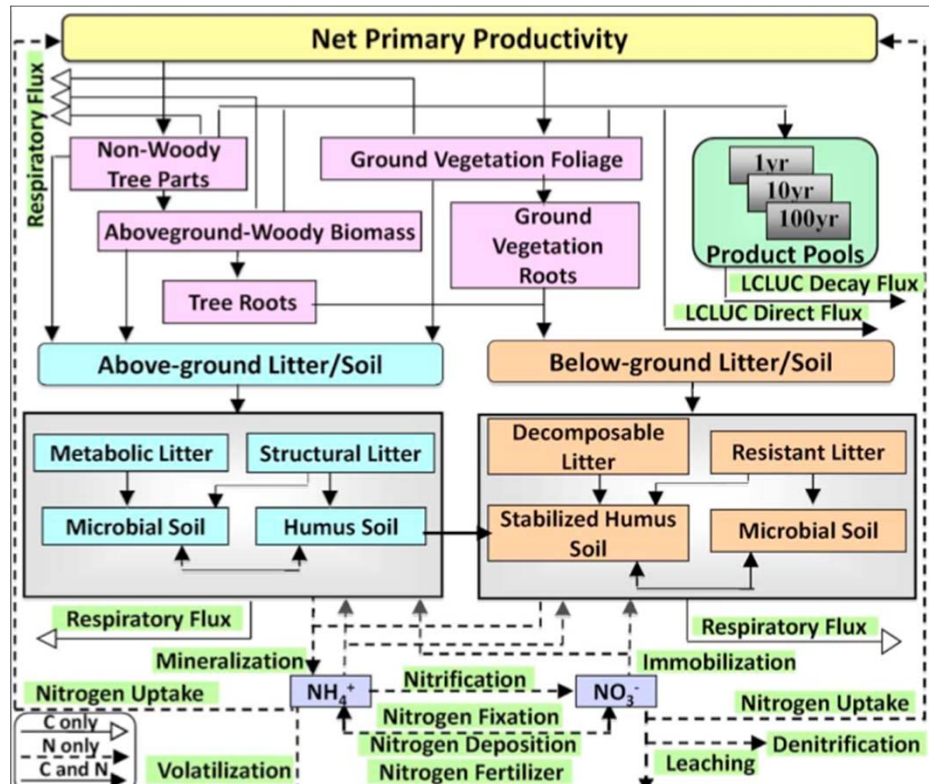 Net Primary Productivity
Respiratory Flux
Non-Woody
Tree Parts
Ground Vegetation Foliage
1yr
10yr
100yr
Product Pools
Aboveground-Woody Biomass
Ground
Vegetation
Roots
Tree Roots
LCLUC Decay Flux
LCLUC Direct Flux
Above-ground Litter/Soil
Below-ground Litter/Soil
Metabolic Litter
Structural Litter
Microbial Soil
Humus Soil
Decomposable
Litter
Resistant Litter
Stabilized Humus
Soil
Microbial Soil
Respiratory Flux
Respiratory Flux
Mineralization
Immobilization
Nitrogen Uptake
NH₄⁺
Nitrification
NO₃⁻
Nitrogen Uptake
Nitrogen Fixation
Nitrogen Deposition
Nitrogen Fertilizer
Denitrification
Leaching
Volatilization
C only
N only
C and N